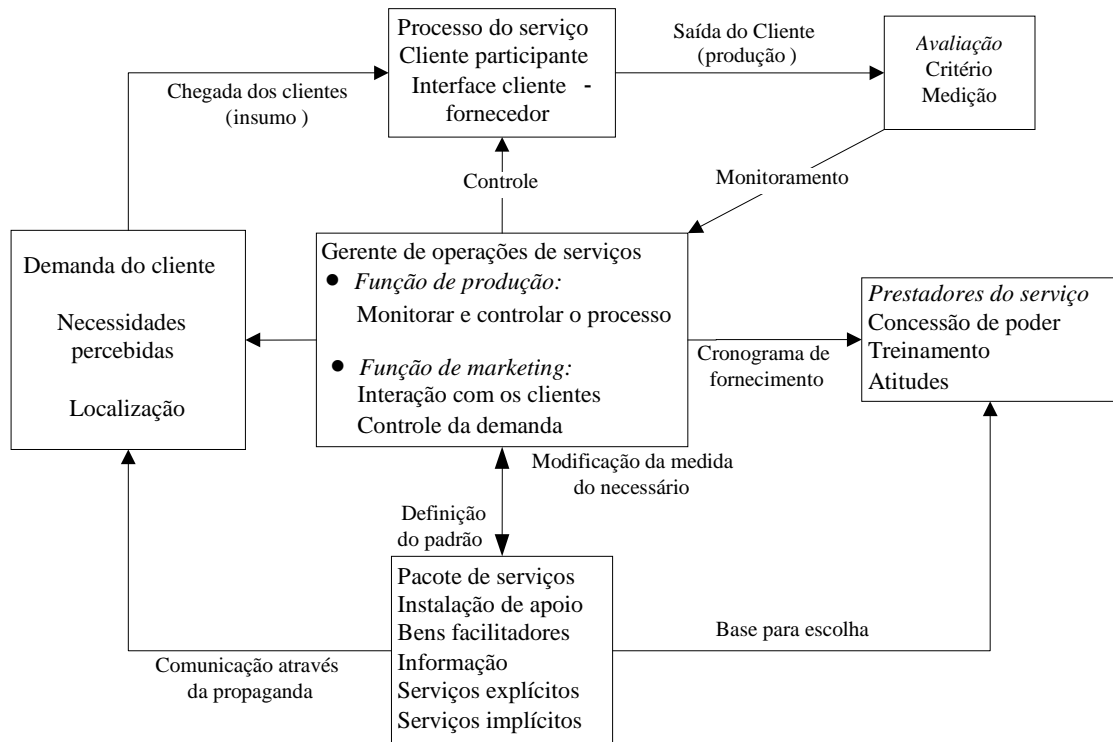 Processo do serviço
Cliente participante
Interface cliente -
fornecedor
Saída do Cliente
(produção )
Avaliação
Critério
Medição
Chegada dos clientes
(insumo )
Controle
Monitoramento
Demanda do cliente
Necessidades
percebidas
Localização
Gerente de operações de serviços
● Função de produção:
Monitorar e controlar o processo
● Função de marketing:
Interação com os clientes
Controle da demanda
Cronograma de
fornecimento
Prestadores do serviço
Concessão de poder
Treinamento
Atitudes
Modificação da medida
do necessário
Definição
do padrão
Pacote de serviços
Instalação de apoio
Bens facilitadores
Informação
Serviços explícitos
Serviços implícitos
Comunicação através
da propaganda
Base para escolha